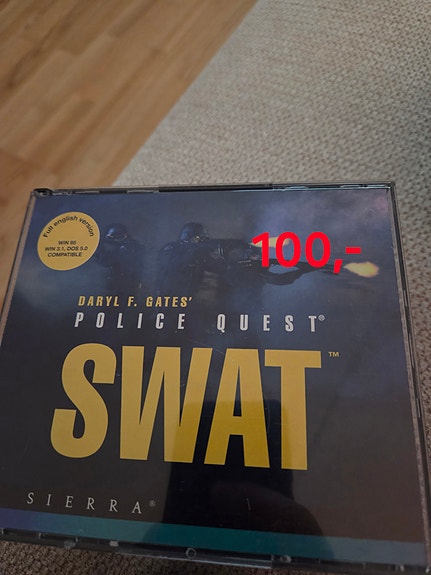 Full english version
WIN 95
WIN 3.1, DOS 5.0
COMPATIBLE
100,-
DARYL F. GATES'
POLICE QUEST®
SWAT™
SIERRA®